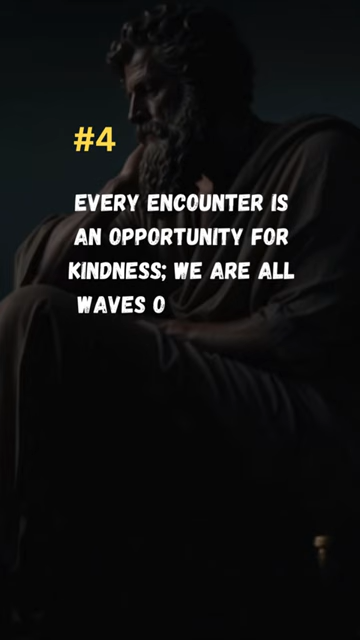 #4
EVERY ENCOUNTER IS
AN OPPORTUNITY FOR
KINDNESS; WE ARE ALL
WAVES O